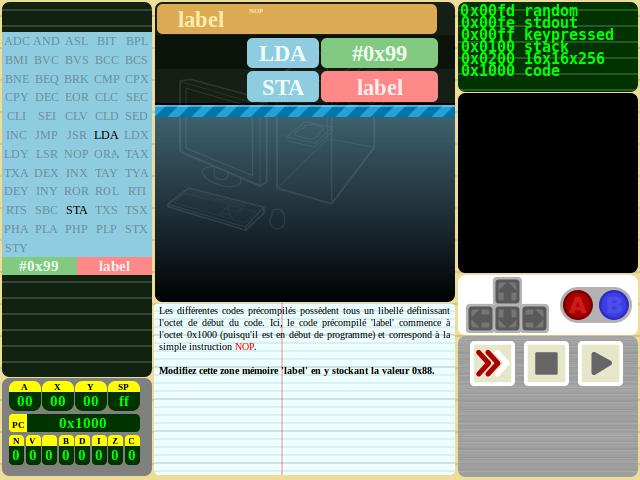 ADC AND ASL BIT BPL
BMI BVC BVS BCC BCS
BNE BEQ BRK CMP CPX
CPY DEC EOR CLC SEC
CLI SEI CLV CLD SED
INC JMP JSR LDA LDX
LDY LSR NOP ORA TAX
TXA DEX INX TAY TYA
DEY INY ROR ROL RTI
RTS SBC STA TXS TSX
PHA PLA PHP PLP STX
STY
#0x99 label
A X Y SP
00 00 00 ff
PC 0x1000
N V B D I Z C
0 0 0 0 0 0 0 0
label NOP
LDA #0x99
STA label
Les différentes codes précompilés possèdent tous un libellé définissant
l'octet de début du code. Ici, le code précompilé 'label' commence à
l'octet 0x1000 (puisqu'il est en début de programme) et correspond à la
simple instruction NOP.
Modifiez cette zone mémoire 'label' en y stockant la valeur 0x88.
0x00fd random
0x00fe stdout
0x00ff keypressed
0x0100 stack
0x0200 16x16x256
0x1000 code
A B